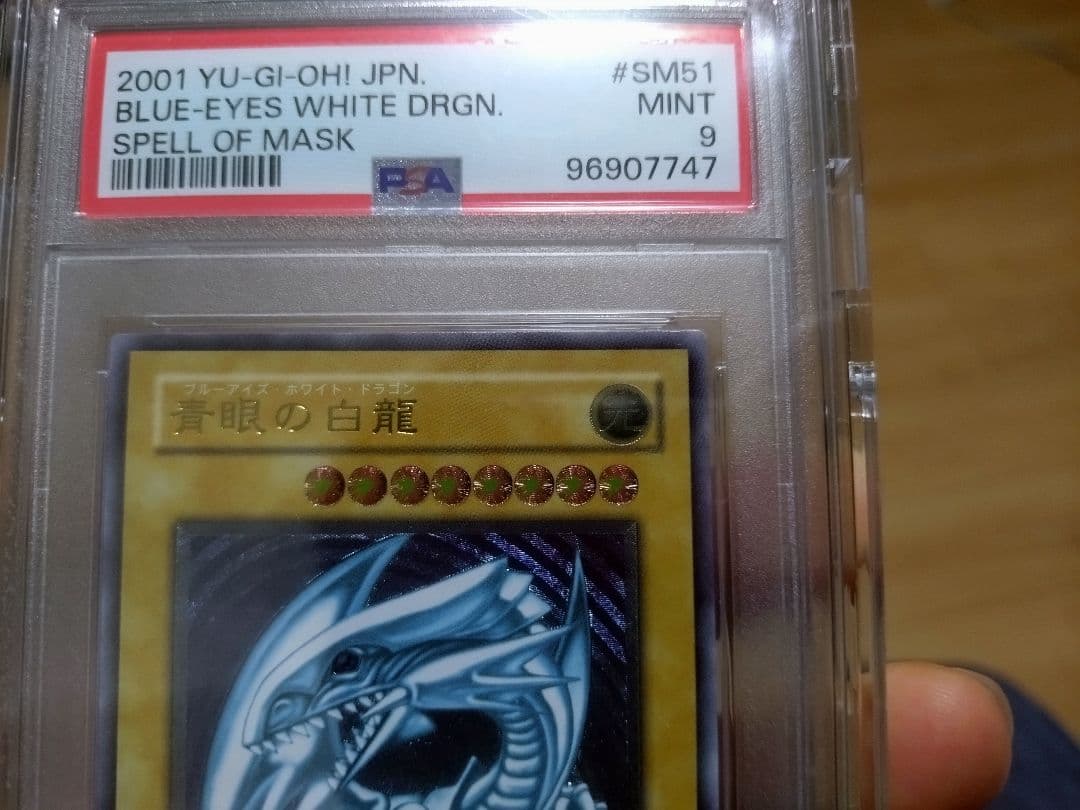 2001 YU-GI-OH! JPN. #SM51
BLUE-EYES WHITE DRGN. MINT
SPELL OF MASK 9
PSA 96907747
ブルーアイズ・ホワイト・ドラゴン
青眼の白龍
光